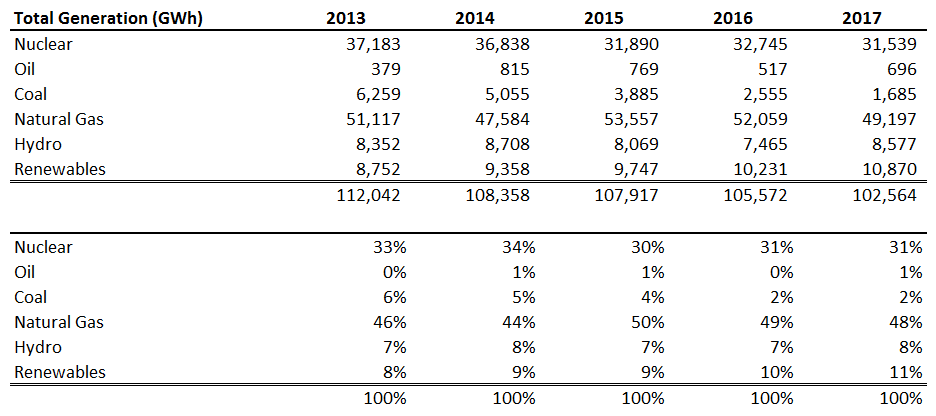 Total Generation (GWh) 2013 2014 2015 2016 2017
Nuclear 37,183 36,838 31,890 32,745 31,539
Oil 379 815 769 517 696
Coal 6,259 5,055 3,885 2,555 1,685
Natural Gas 51,117 47,584 53,557 52,059 49,197
Hydro 8,352 8,708 8,069 7,465 8,577
Renewables 8,752 9,358 9,747 10,231 10,870
112,042 108,358 107,917 105,572 102,564
Nuclear 33% 34% 30% 31% 31%
Oil 0% 1% 1% 0% 1%
Coal 6% 5% 4% 2% 2%
Natural Gas 46% 44% 50% 49% 48%
Hydro 7% 8% 7% 7% 8%
Renewables 8% 9% 9% 10% 11%
100% 100% 100% 100% 100%